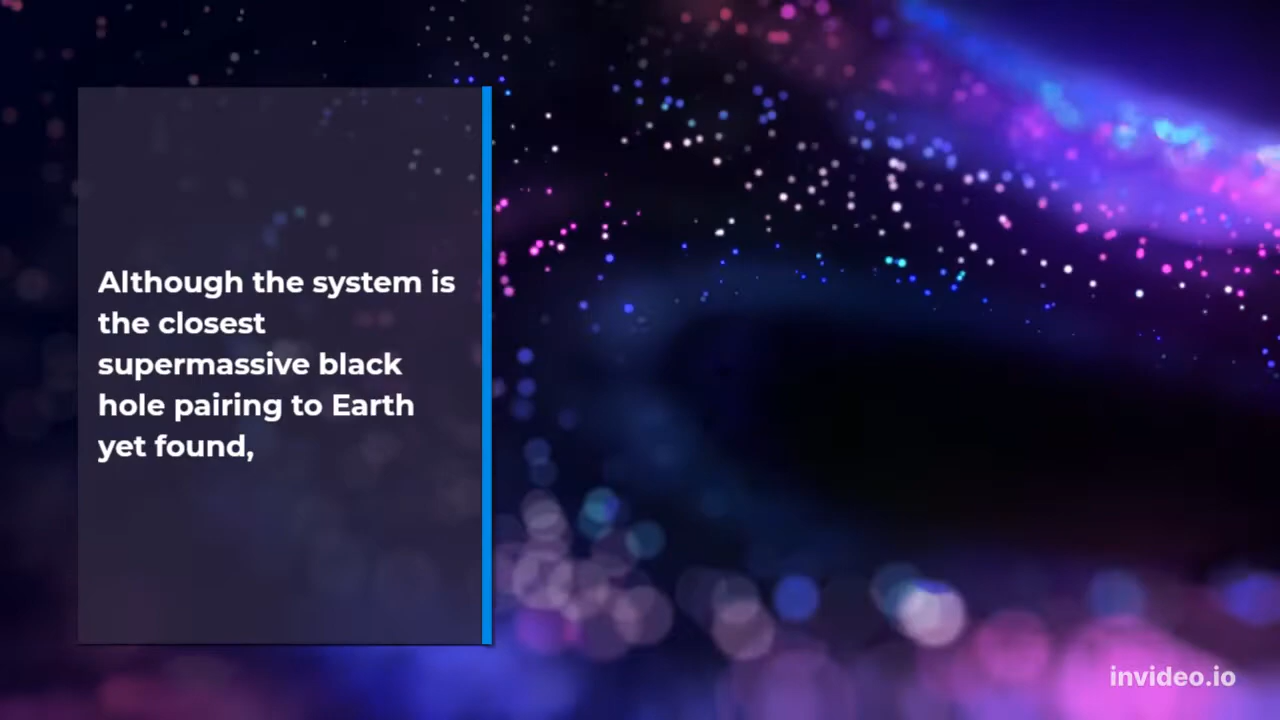 Although the system is
the closest
supermassive black
hole pairing to Earth
yet found,
invideo.io